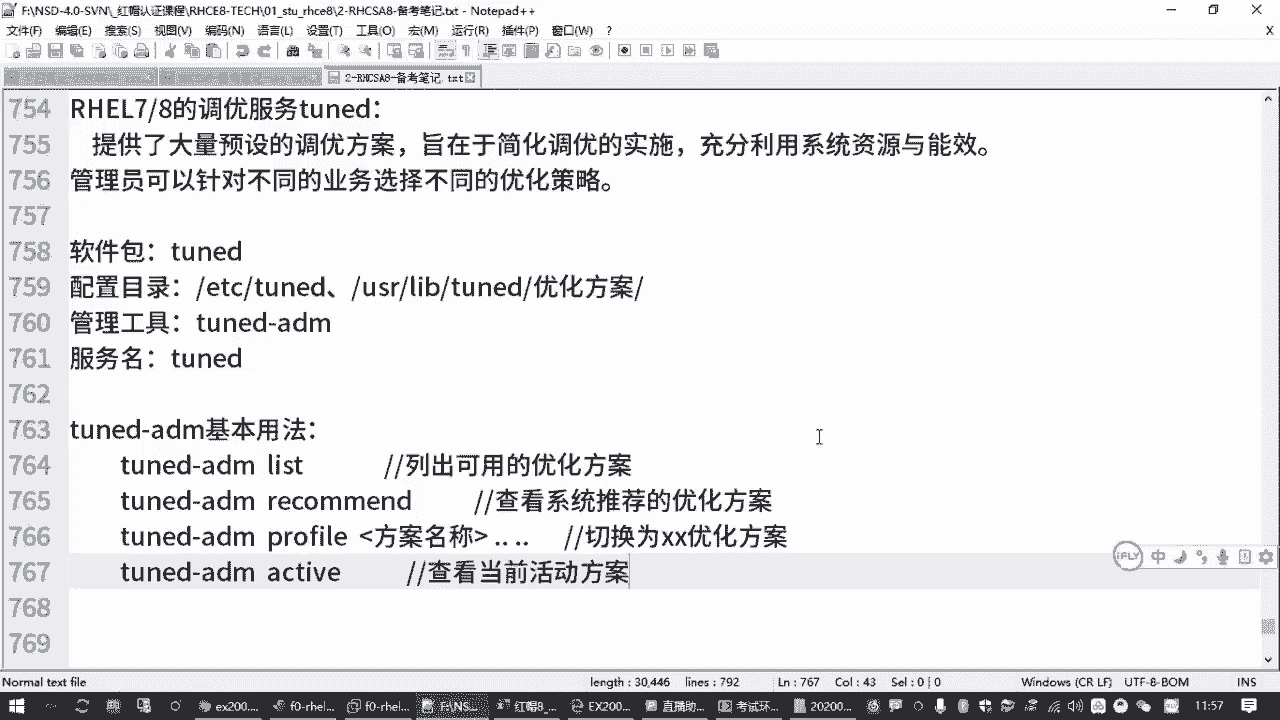 F:\NSD-4.0-SVN\_红帽认证课程\RHCE8-TECH\01_stu_rhce8\2-RHCSA8-备考笔记.txt - Notepad++
文件(F) 编辑(E) 搜索(S) 视图(V) 编码(N) 语言(L) 设置(T) 工具(O) 宏(M) 运行(R) 插件(P) 窗口(W) ? X
2-RHCSA8-备考笔记.txt
754 RHEL7/8的调优服务tuned：
755 提供了大量预设的调优方案，旨在于简化调优的实施，充分利用系统资源与能效。
756 管理员可以针对不同的业务选择不同的优化策略。
757
758 软件包：tuned
759 配置目录：/etc/tuned、/usr/lib/tuned/优化方案/
760 管理工具：tuned-adm
761 服务名：tuned
762
763 tuned-adm基本用法：
764 tuned-adm list //列出可用的优化方案
765 tuned-adm recommend //查看系统推荐的优化方案
766 tuned-adm profile <方案名称> .. .. //切换为xx优化方案
767 tuned-adm active //查看当前活动方案
768
769
iFLY 中
Normal text file length : 30,446 lines : 792 Ln : 767 Col : 43 Sel : 0 | 0 Windows (CR LF) UTF-8-BOM INS
ex200... f0-rhel... f0-rhel... F:\NS... 红帽8_... EX200... 直播助... 考试环... 20200... 11:57